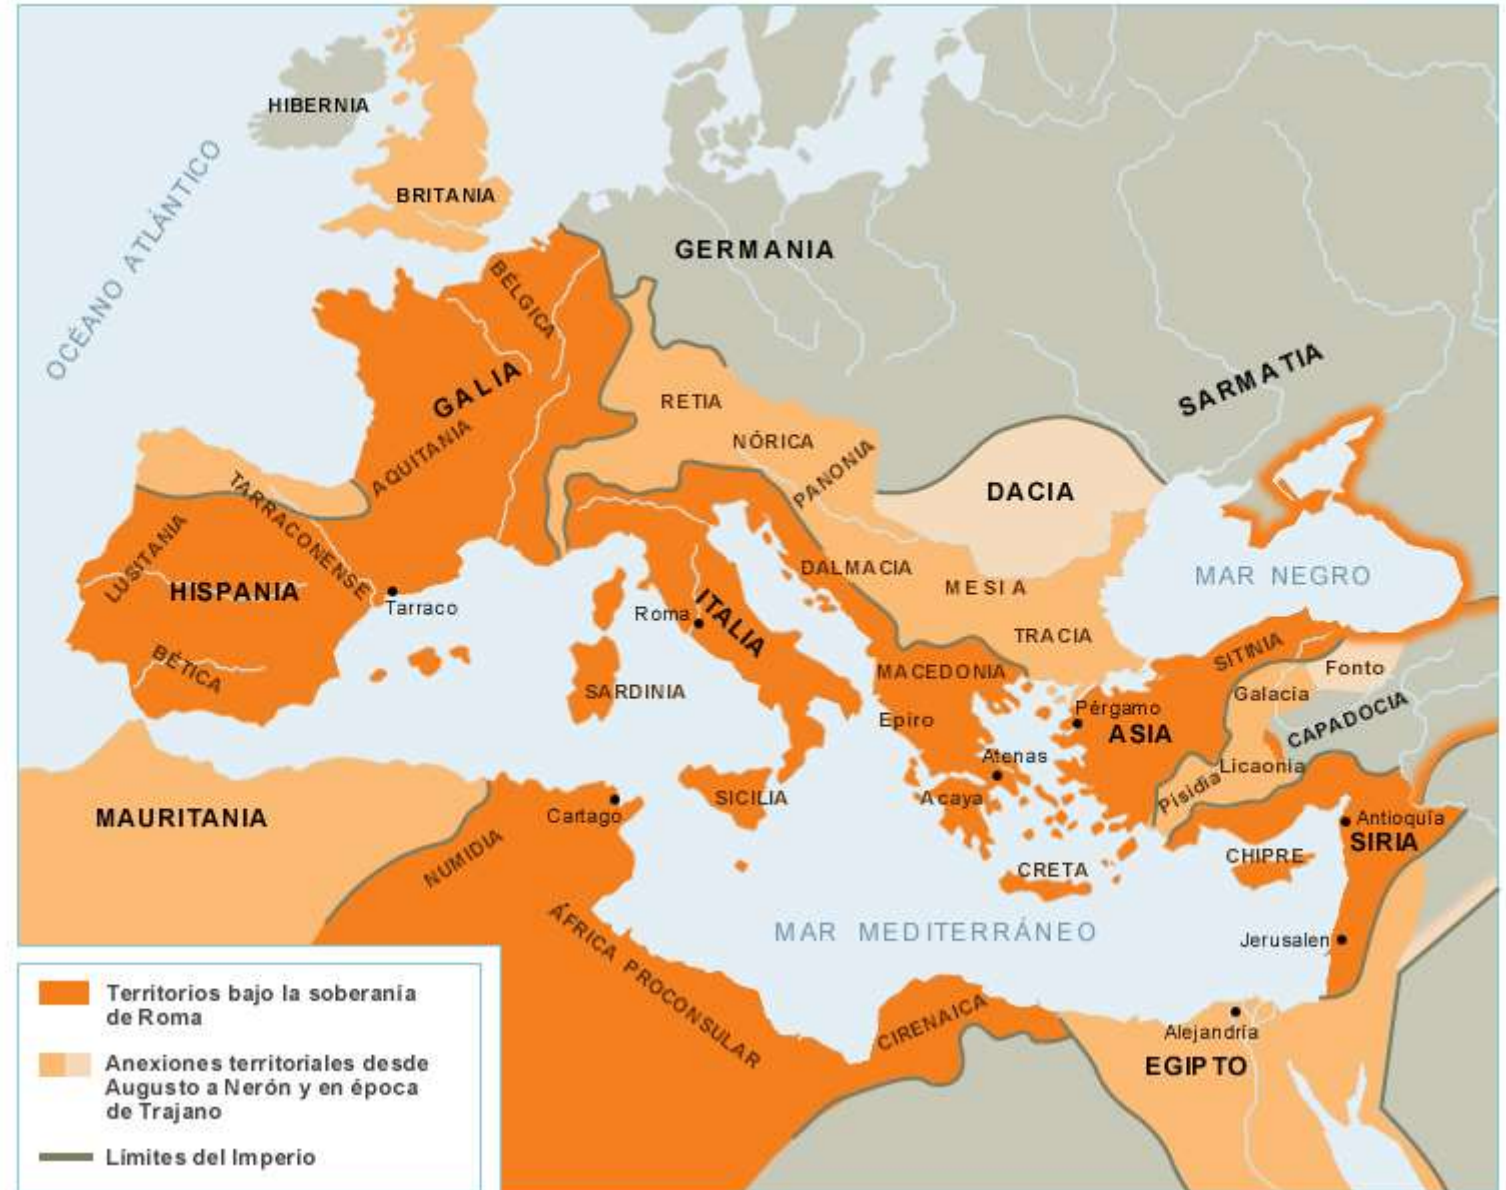 HIBERNIA
BRITANIA
OCÉANO ATLÁNTICO
GERMANIA
BÉLGICA
GALIA
SARMATIA
RETIA
NÓRICA
PANONIA
AQUITANIA
DACIA
TARRACONENSE
LUSITANIA
HISPANIA
Tarraco
DALMACIA
MESIA
MAR NEGRO
Roma
ITALIA
TRACIA
BÉTICA
SARDINIA
MACEDONIA
SITINIA
Fonto
Galacia
Epiro
Pérgamo
ASIA
CAPADOCIA
Atenas
Licaonia
Pisidia
SICILIA
Acaya
MAURITANIA
Cartago
NUMIDIA
Antioquía
SIRIA
CHIPRE
CRETA
MAR MEDITERRÁNEO
Jerusalen
ÁFRICA PROCONSULAR
CIRENAICA
Alejandría
EGIPTO
Territorios bajo la soberanía
de Roma
Anexiones territoriales desde
Augusto a Nerón y en época
de Trajano
Límites del Imperio